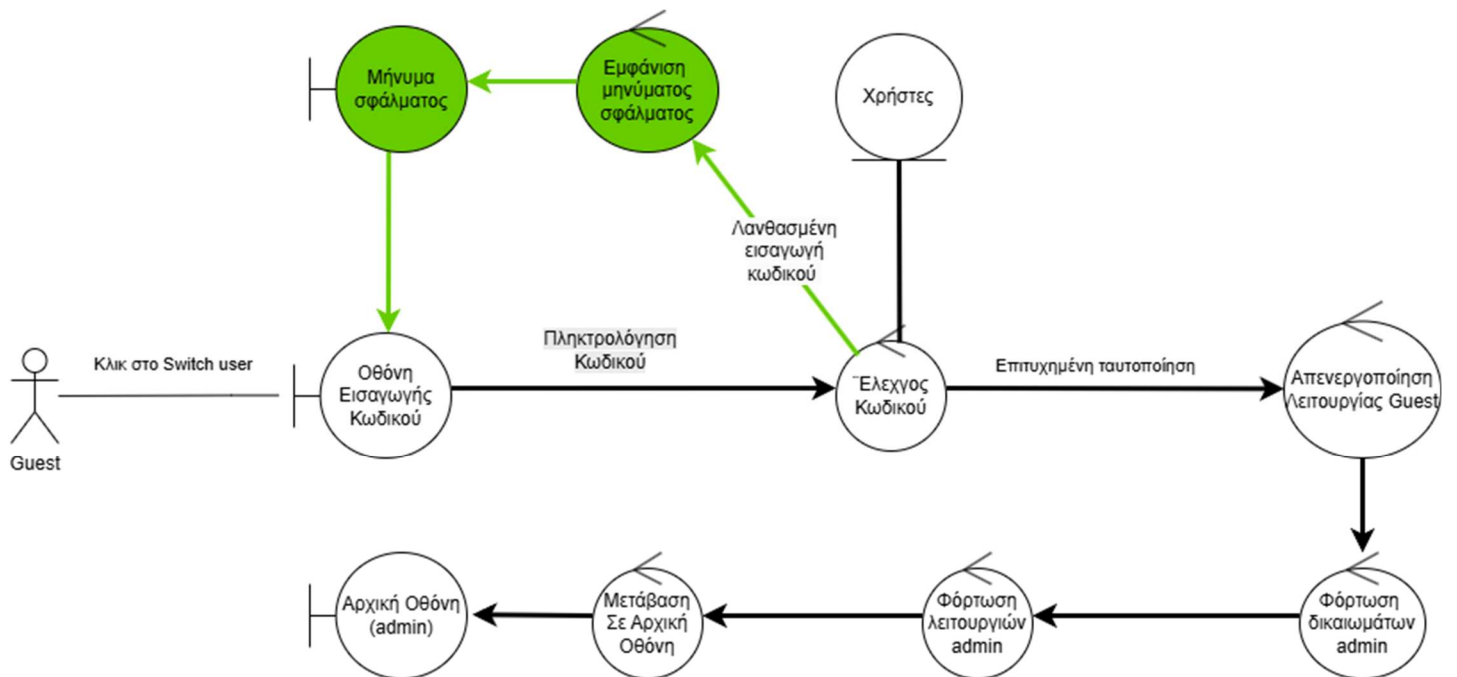 Μήνυμα
σφάλματος
Εμφάνιση
μηνύματος
σφάλματος
Χρήστες
Λανθασμένη
εισαγωγή
κωδικού
Κλικ στο Switch user
Guest
Οθόνη
Εισαγωγής
Κωδικού
Πληκτρολόγηση
Κωδικού
Έλεγχος
Κωδικού
Επιτυχημένη ταυτοποίηση
Απενεργοποίηση
Λειτουργίας Guest
Αρχική Οθόνη
(admin)
Μετάβαση
Σε Αρχική
Οθόνη
Φόρτωση
λειτουργιών
admin
Φόρτωση
δικαιωμάτων
admin